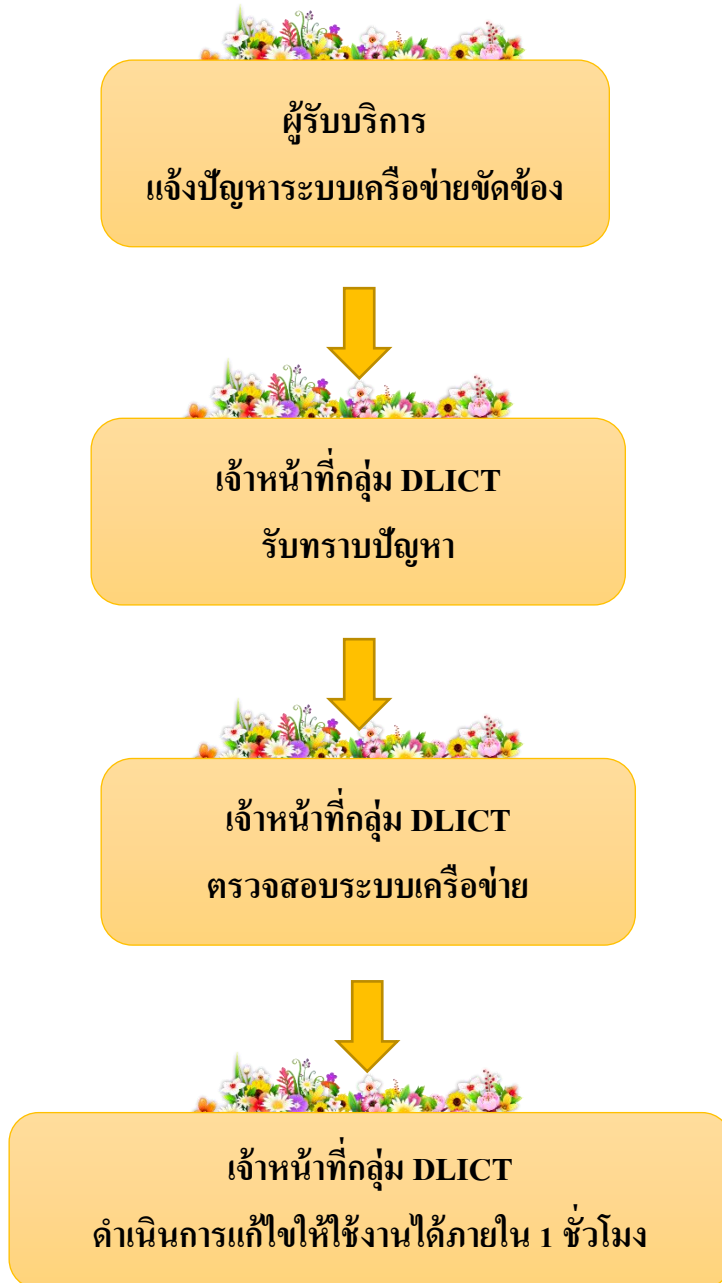 ผู้รับบริการ
แจ้งปัญหาระบบเครือข่ายขัดข้อง
เจ้าหน้าที่กลุ่ม DLICT
รับทราบปัญหา
เจ้าหน้าที่กลุ่ม DLICT
ตรวจสอบระบบเครือข่าย
เจ้าหน้าที่กลุ่ม DLICT
ดำเนินการแก้ไขให้ใช้งานได้ภายใน 1 ชั่วโมง